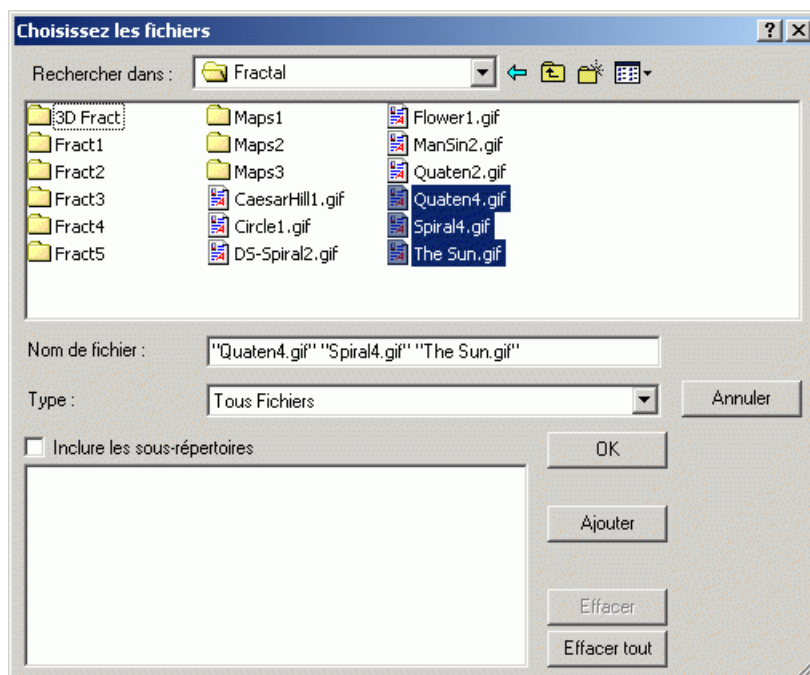 Choisissez les fichiers
Rechercher dans :
Fractal
3D Fract
Fract1
Fract2
Fract3
Fract4
Fract5
Maps1
Maps2
Maps3
CaesarHill1.gif
Circle1.gif
DS-Spiral2.gif
Flower1.gif
ManSin2.gif
Quaten2.gif
Quaten4.gif
Spiral4.gif
The Sun.gif
Nom de fichier :
"Quaten4.gif" "Spiral4.gif" "The Sun.gif"
Type :
Tous Fichiers
Annuler
Inclure les sous-répertoires
OK
Ajouter
Effacer
Effacer tout